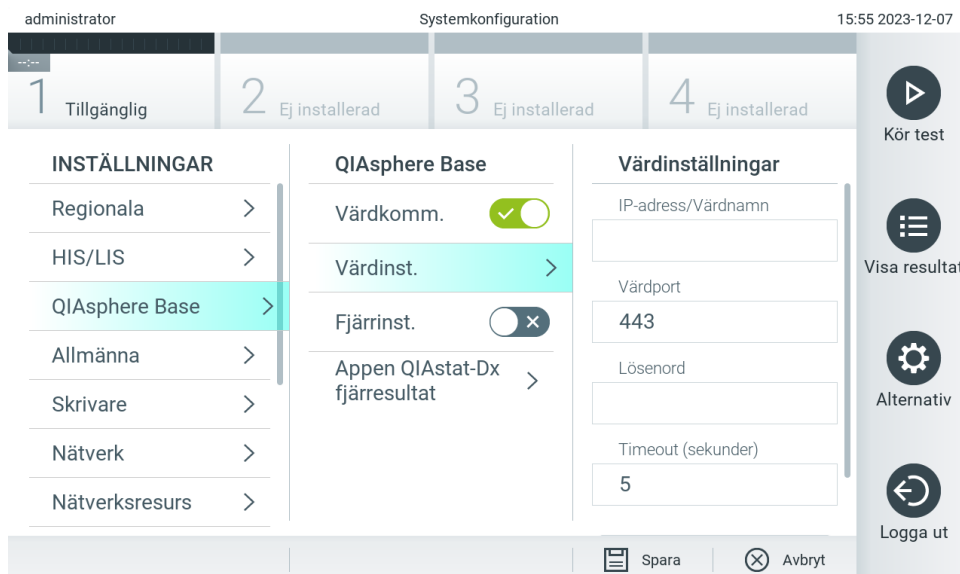 administrator
Systemkonfiguration
15:55 2023-12-07
--:--
1 Tillgänglig
2 Ej installerad
3 Ej installerad
4 Ej installerad
Kör test
Visa resultat
Alternativ
Logga ut
INSTÄLLNINGAR
Regionala
HIS/LIS
QIAsphere Base
Allmänna
Skrivare
Nätverk
Nätverksresurs
QIAsphere Base
Värdkomm.
Värdinst.
Fjärrinst.
Appen QIAstat-Dx
fjärresultat
Värdinställningar
IP-adress/Värdnamn
Värdport
443
Lösenord
Timeout (sekunder)
5
Spara
Avbryt